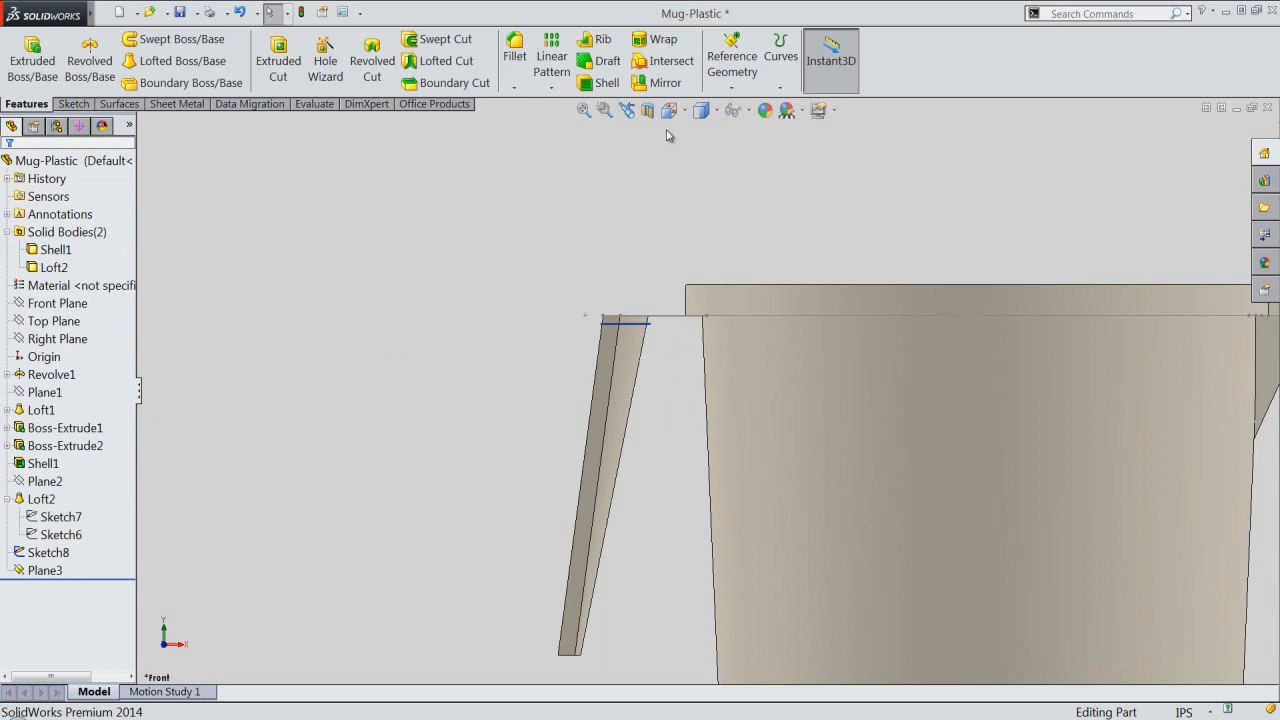 SOLIDWORKS
Mug-Plastic *
Search Commands
Extruded Boss/Base
Revolved Boss/Base
Swept Boss/Base
Lofted Boss/Base
Boundary Boss/Base
Extruded Cut
Hole Wizard
Revolved Cut
Swept Cut
Lofted Cut
Boundary Cut
Fillet
Linear Pattern
Rib
Draft
Shell
Wrap
Intersect
Mirror
Reference Geometry
Curves
Instant3D
Features
Sketch
Surfaces
Sheet Metal
Data Migration
Evaluate
DimXpert
Office Products
Mug-Plastic (Default<
History
Sensors
Annotations
Solid Bodies(2)
Shell1
Loft2
Material <not specifi
Front Plane
Top Plane
Right Plane
Origin
Revolve1
Plane1
Loft1
Boss-Extrude1
Boss-Extrude2
Shell1
Plane2
Loft2
Sketch7
Sketch6
Sketch8
Plane3
Y
X
*Front
Model
Motion Study 1
SolidWorks Premium 2014
Editing Part
IPS